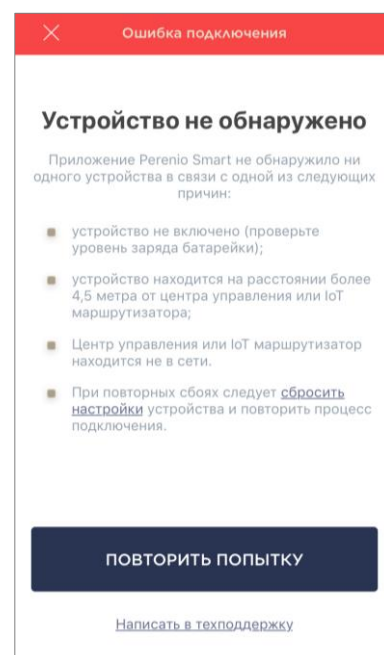 Ошибка подключения
Устройство не обнаружено
Приложение Perenio Smart не обнаружило ни
одного устройства в связи с одной из следующих
причин:
устройство не включено (проверьте
уровень заряда батарейки);
устройство находится на расстоянии более
4,5 метра от центра управления или IoT
маршрутизатора;
Центр управления или IoT маршрутизатор
находится не в сети.
При повторных сбоях следует сбросить
настройки устройства и повторить процесс
подключения.
ПОВТОРИТЬ ПОПЫТКУ
Написать в техподдержку